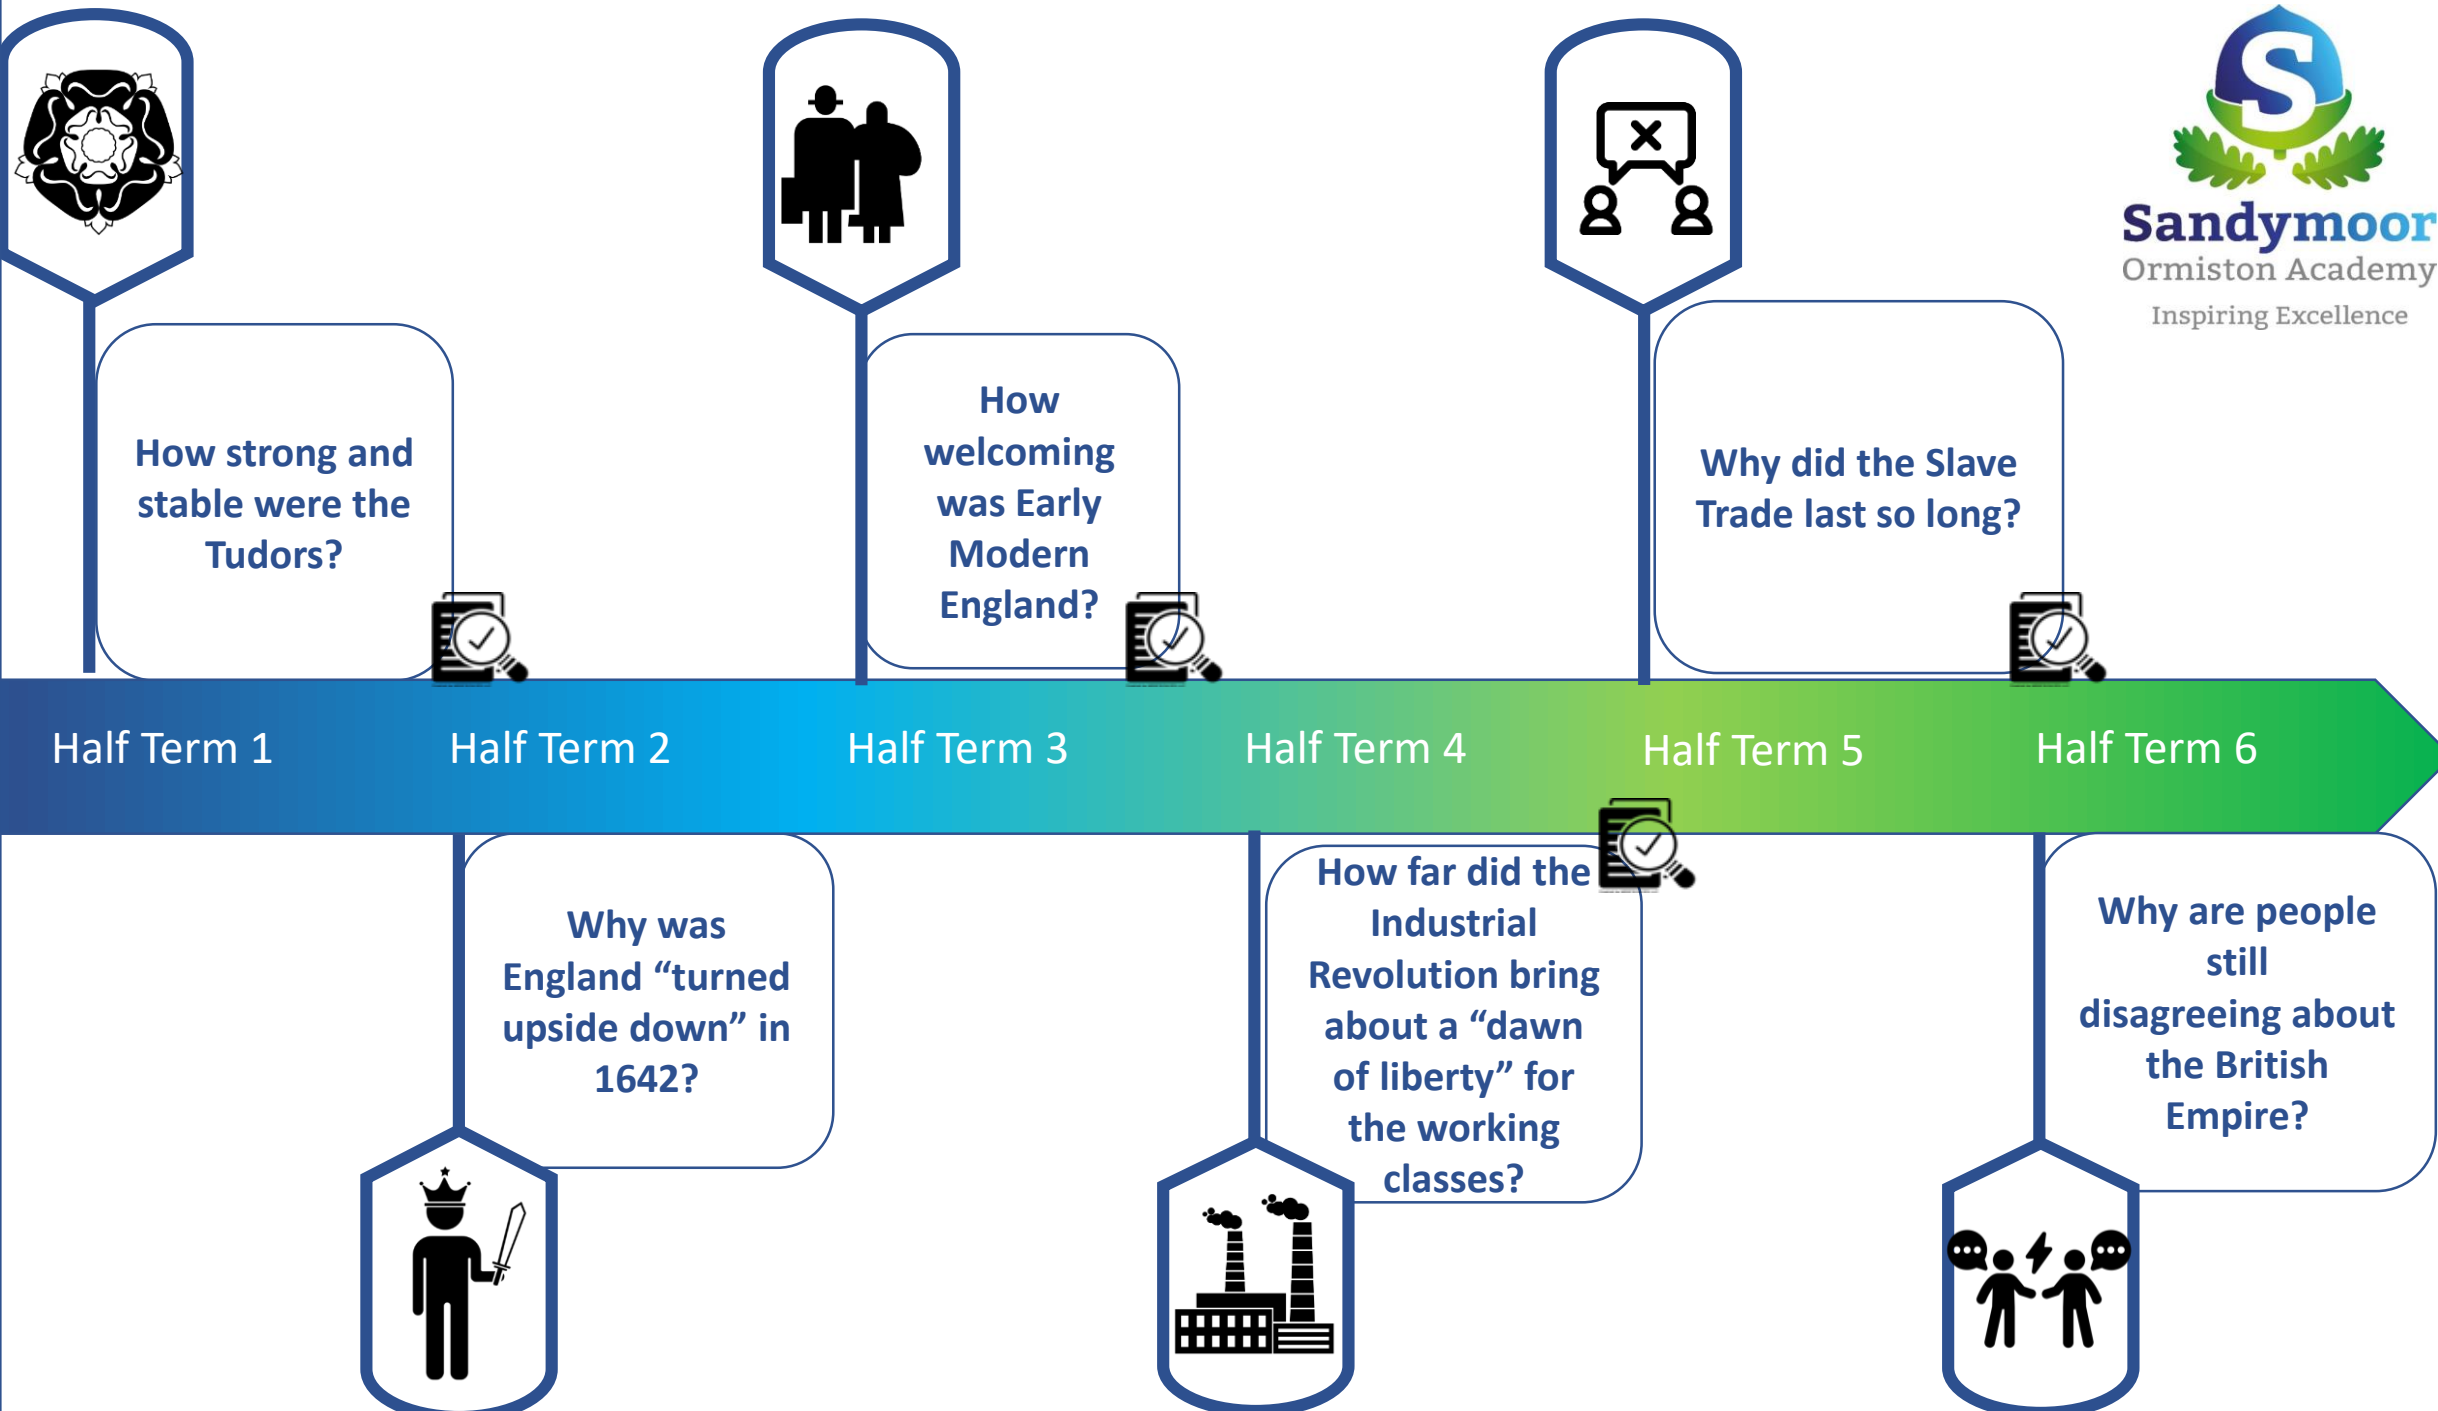 How strong and
stable were the
Tudors?
How
welcoming
was Early
Modern
England?
Why did the Slave
Trade last so long?
S
Sandymoor
Ormiston Academy
Inspiring Excellence
Half Term 1
Half Term 2
Half Term 3
Half Term 4
Half Term 5
Half Term 6
Why was
England “turned
upside down” in
1642?
How far did the
Industrial
Revolution bring
about a “dawn
of liberty” for
the working
classes?
Why are people
still
disagreeing about
the British
Empire?